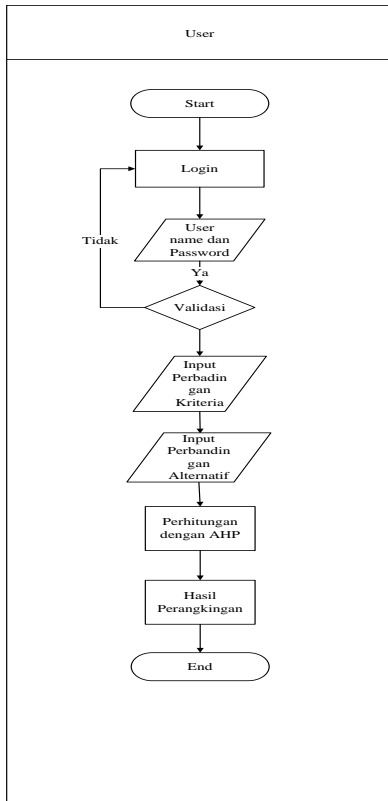 User
Start
Login
User
name dan
Password
Tidak
Ya
Validasi
Input
Perbadin
gan
Kriteria
Input
Perbandin
gan
Alternatif
Perhitungan
dengan AHP
Hasil
Perangkingan
End